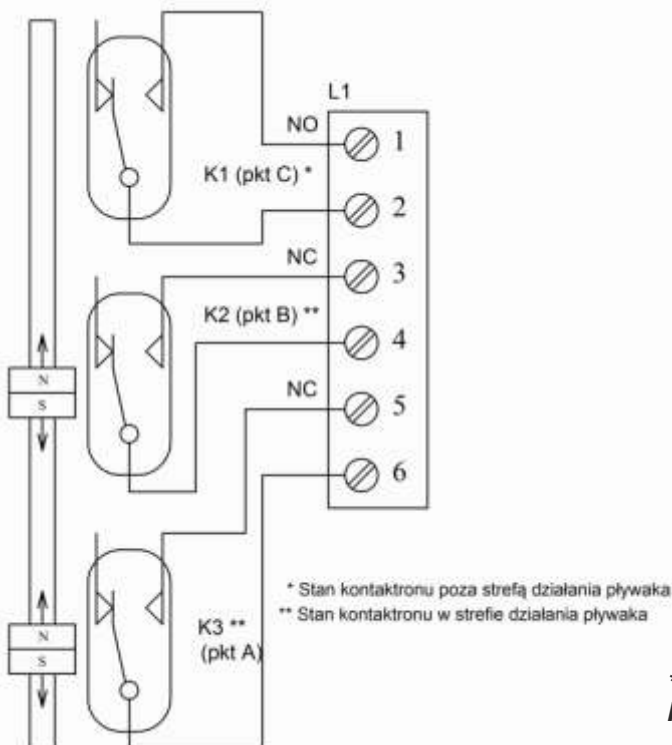 L1
NO
1
K1 (pkt C) *
2
NC
3
K2 (pkt B) **
4
N
S
NC
5
6
* Stan kontaktronu poza strefą działania pływaka
** Stan kontaktronu w strefie działania pływaka
K3 **
(pkt A)
N
S